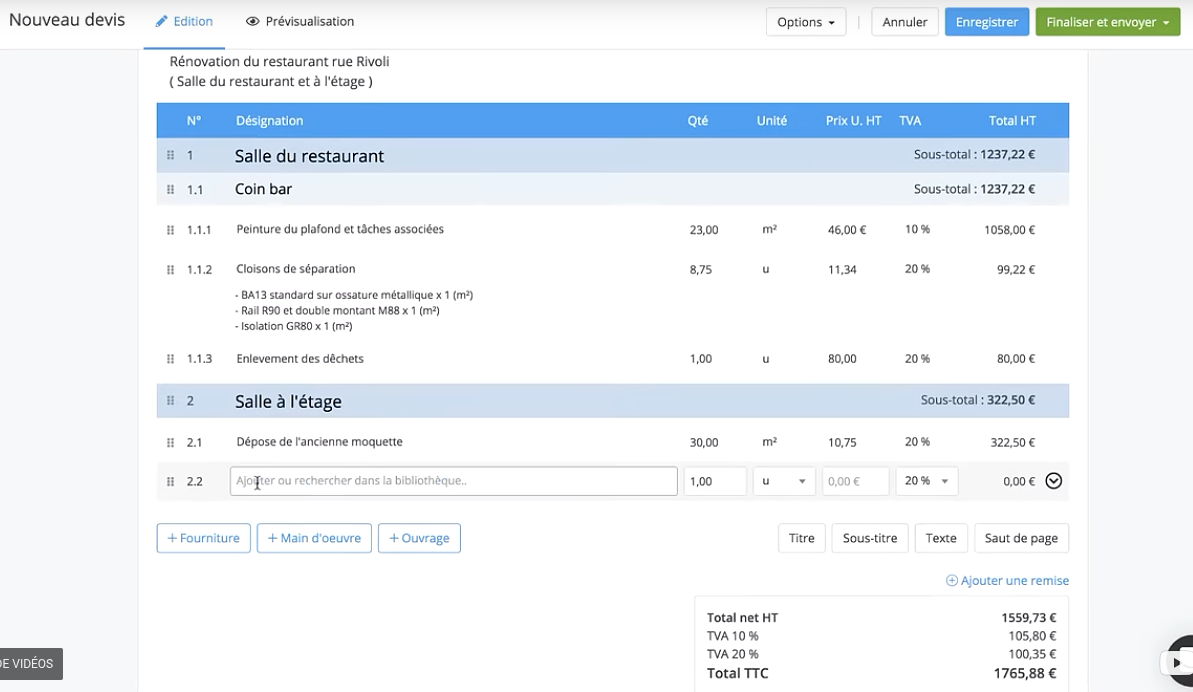 Nouveau devis Edition Prévisualisation Options | Annuler Enregistrer Finaliser et envoyer
Rénovation du restaurant rue Rivoli
( Salle du restaurant et à l'étage )
N° Désignation Qté Unité Prix U. HT TVA Total HT
1 Salle du restaurant Sous-total : 1237,22 €
1.1 Coin bar Sous-total : 1237,22 €
1.1.1 Peinture du plafond et tâches associées 23,00 m² 46,00 € 10 % 1058,00 €
1.1.2 Cloisons de séparation 8,75 u 11,34 20 % 99,22 €
- BA13 standard sur ossature métallique x 1 (m²)
- Rail R90 et double montant M88 x 1 (m²)
- Isolation GR80 x 1 (m²)
1.1.3 Enlevement des dêchets 1,00 u 80,00 20 % 80,00 €
2 Salle à l'étage Sous-total : 322,50 €
2.1 Dépose de l'ancienne moquette 30,00 m² 10,75 20 % 322,50 €
2.2 Ajouter ou rechercher dans la bibliothèque.. 1,00 u 0,00 € 20 % 0,00 €
+ Fourniture + Main d'oeuvre + Ouvrage Titre Sous-titre Texte Saut de page
Ajouter une remise
Total net HT 1559,73 €
TVA 10 % 105,80 €
TVA 20 % 100,35 €
DE VIDÉOS
Total TTC 1765,88 €